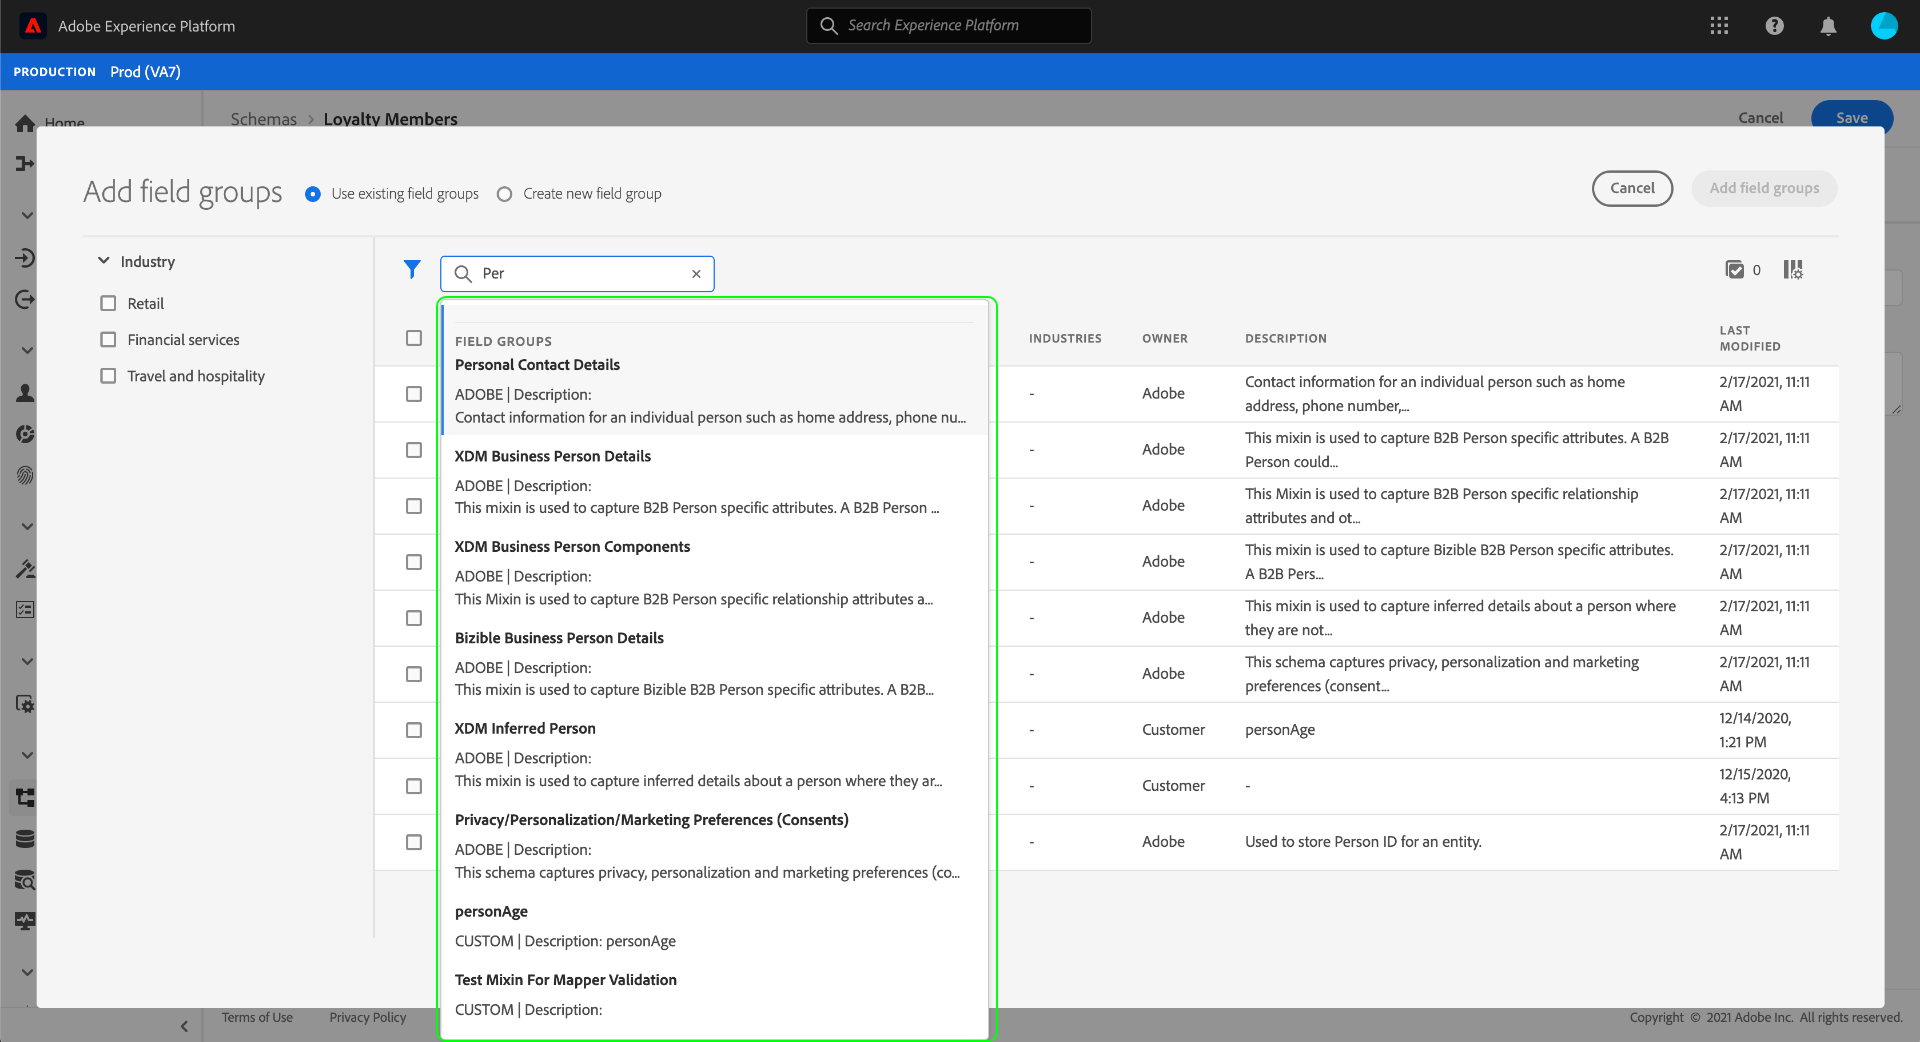 Adobe Experience Platform
Search Experience Platform
PRODUCTION Prod (VA7)
Home
Schemas > Loyalty Members
Cancel
Save
Add field groups
Use existing field groups
Create new field group
Cancel
Add field groups
Industry
Retail
Financial services
Travel and hospitality
Per
0
FIELD GROUPS
Personal Contact Details
ADOBE | Description:
Contact information for an individual person such as home address, phone nu...
XDM Business Person Details
ADOBE | Description:
This mixin is used to capture B2B Person specific attributes. A B2B Person ...
XDM Business Person Components
ADOBE | Description:
This Mixin is used to capture B2B Person specific relationship attributes a...
Bizible Business Person Details
ADOBE | Description:
This mixin is used to capture Bizible B2B Person specific attributes. A B2B...
XDM Inferred Person
ADOBE | Description:
This mixin is used to capture inferred details about a person where they ar...
Privacy/Personalization/Marketing Preferences (Consents)
ADOBE | Description:
This schema captures privacy, personalization and marketing preferences (co...
personAge
CUSTOM | Description: personAge
Test Mixin For Mapper Validation
CUSTOM | Description:
INDUSTRIES OWNER DESCRIPTION LAST
MODIFIED
- Adobe Contact information for an individual person such as home 2/17/2021, 11:11
address, phone number,... AM
- Adobe This mixin is used to capture B2B Person specific attributes. A B2B 2/17/2021, 11:11
Person could... AM
- Adobe This Mixin is used to capture B2B Person specific relationship 2/17/2021, 11:11
attributes and ot... AM
- Adobe This mixin is used to capture Bizible B2B Person specific attributes. 2/17/2021, 11:11
A B2B Pers... AM
- Adobe This mixin is used to capture inferred details about a person where 2/17/2021, 11:11
they are not... AM
- Adobe This schema captures privacy, personalization and marketing 2/17/2021, 11:11
preferences (consent... AM
- Customer personAge 12/14/2020,
1:21 PM
- Customer - 12/15/2020,
4:13 PM
- Adobe Used to store Person ID for an entity. 2/17/2021, 11:11
AM
Terms of Use
Privacy Policy
Copyright © 2021 Adobe Inc. All rights reserved.